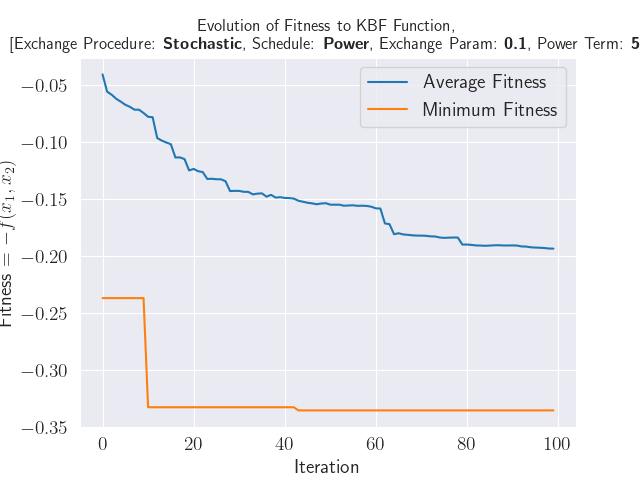 Evolution of Fitness to KBF Function,
[Exchange Procedure: Stochastic, Schedule: Power, Exchange Param: 0.1, Power Term: 5
Average Fitness
Minimum Fitness
−0.05
−0.10
−0.15
−0.20
−0.25
−0.30
−0.35
Fitness = −f(x₁, x₂)
0
20
40
60
80
100
Iteration